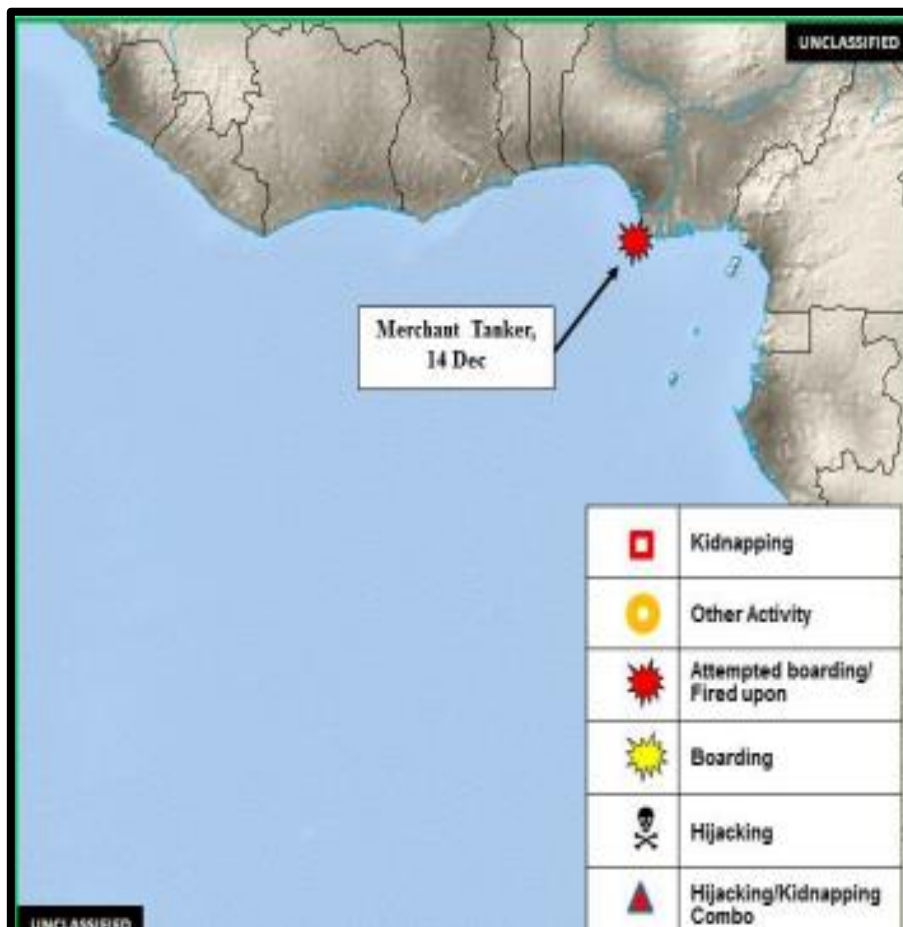 UNCLASSIFIED
Merchant Tanker,
14 Dec
Kidnapping
Other Activity
Attempted boarding/
Fired upon
Boarding
Hijacking
Hijacking/Kidnapping
Combo
UNCLASSIFIED